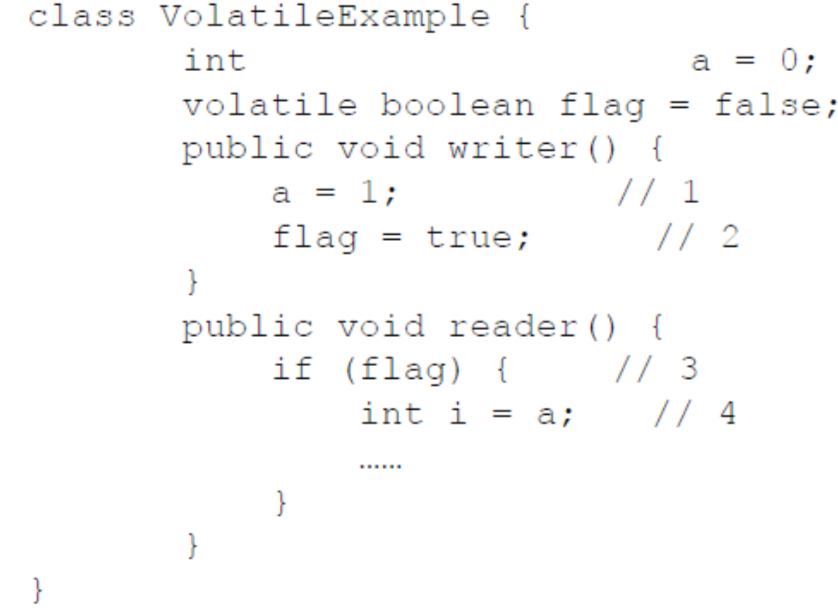 class VolatileExample {
int a = 0;
volatile boolean flag = false;
public void writer() {
a = 1; // 1
flag = true; // 2
}
public void reader() {
if (flag) { // 3
int i = a; // 4
……
}
}
}